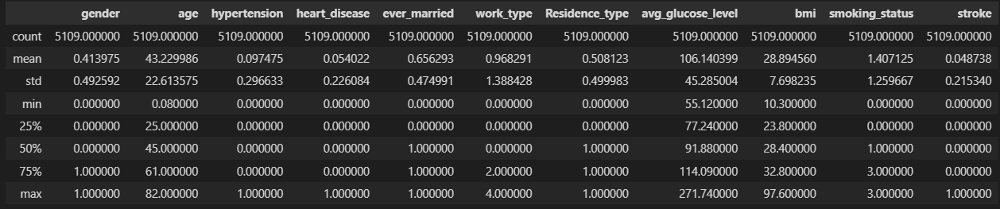 gender age hypertension heart_disease ever_married work_type Residence_type avg_glucose_level bmi smoking_status stroke
count 5109.000000 5109.000000 5109.000000 5109.000000 5109.000000 5109.000000 5109.000000 5109.000000 5109.000000 5109.000000 5109.000000
mean 0.413975 43.229986 0.097475 0.054022 0.656293 0.968291 0.508123 106.140399 28.894560 1.407125 0.048738
std 0.492592 22.613575 0.296633 0.226084 0.474991 1.388428 0.499983 45.285004 7.698235 1.259667 0.215340
min 0.000000 0.080000 0.000000 0.000000 0.000000 0.000000 0.000000 55.120000 10.300000 0.000000 0.000000
25% 0.000000 25.000000 0.000000 0.000000 0.000000 0.000000 0.000000 77.240000 23.800000 0.000000 0.000000
50% 0.000000 45.000000 0.000000 0.000000 1.000000 0.000000 1.000000 91.880000 28.400000 1.000000 0.000000
75% 1.000000 61.000000 0.000000 0.000000 1.000000 2.000000 1.000000 114.090000 32.800000 3.000000 0.000000
max 1.000000 82.000000 1.000000 1.000000 1.000000 4.000000 1.000000 271.740000 97.600000 3.000000 1.000000